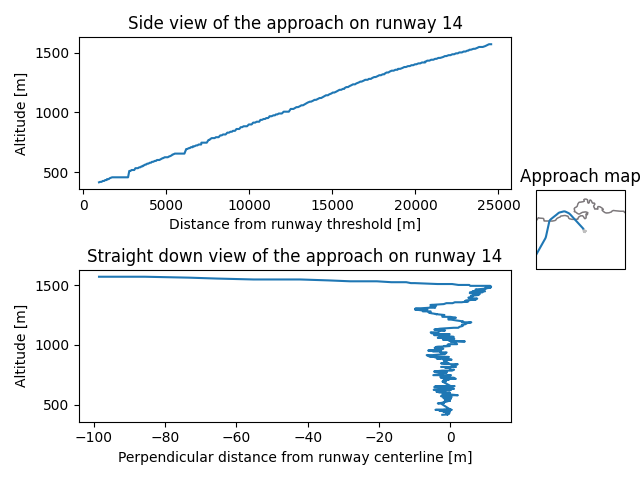 Side view of the approach on runway 14
1500
1000
500
Altitude [m]
0 5000 10000 15000 20000 25000
Distance from runway threshold [m]
Approach map
Straight down view of the approach on runway 14
1500
1000
500
Altitude [m]
−100 −80 −60 −40 −20 0
Perpendicular distance from runway centerline [m]